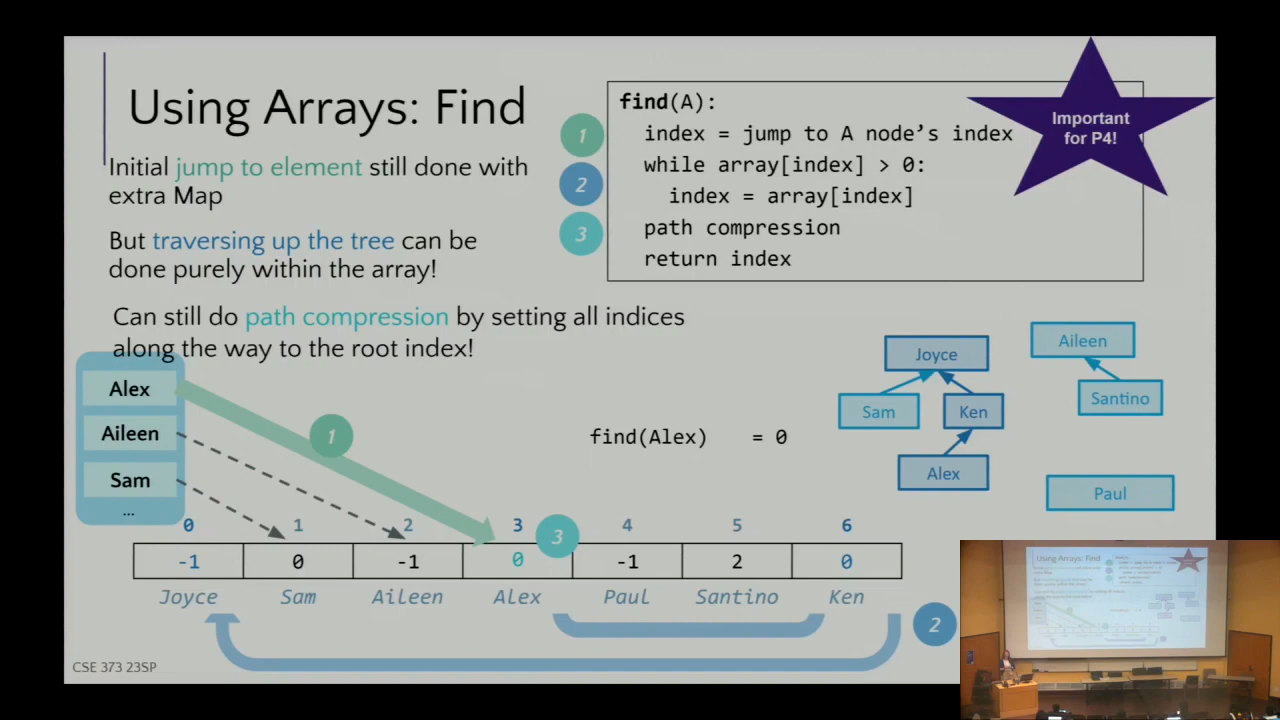 Using Arrays: Find
Initial jump to element still done with
extra Map
But traversing up the tree can be
done purely within the array!
Can still do path compression by setting all indices
along the way to the root index!
1
2
3
find(A):
index = jump to A node's index
while array[index] > 0:
index = array[index]
path compression
return index
Important
for P4!
Alex
Aileen
Sam
...
1
find(Alex) = 0
Joyce
Sam
Ken
Alex
Aileen
Santino
Paul
0 1 2 3 4 5 6
3
-1 0 -1 0 -1 2 0
Joyce Sam Aileen Alex Paul Santino Ken
2
CSE 373 23SP
Using Arrays: Find